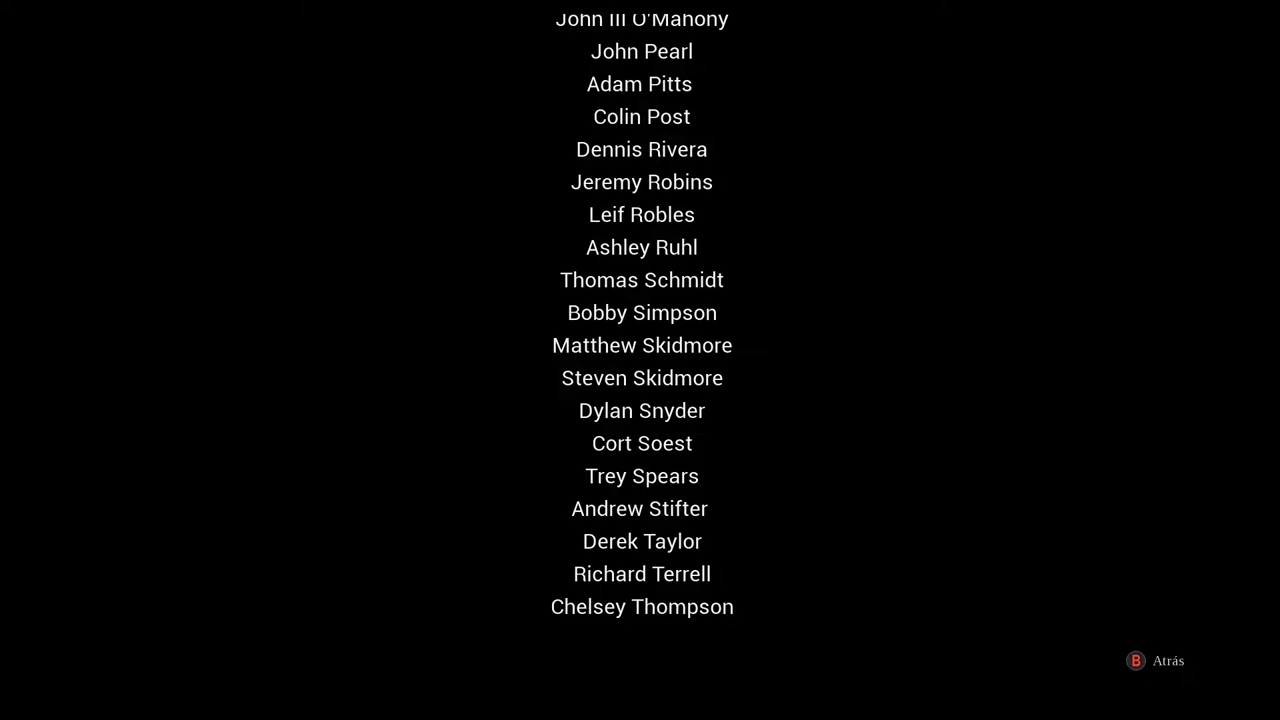 John III O'Mahony
John Pearl
Adam Pitts
Colin Post
Dennis Rivera
Jeremy Robins
Leif Robles
Ashley Ruhl
Thomas Schmidt
Bobby Simpson
Matthew Skidmore
Steven Skidmore
Dylan Snyder
Cort Soest
Trey Spears
Andrew Stifter
Derek Taylor
Richard Terrell
Chelsey Thompson
B Atrás